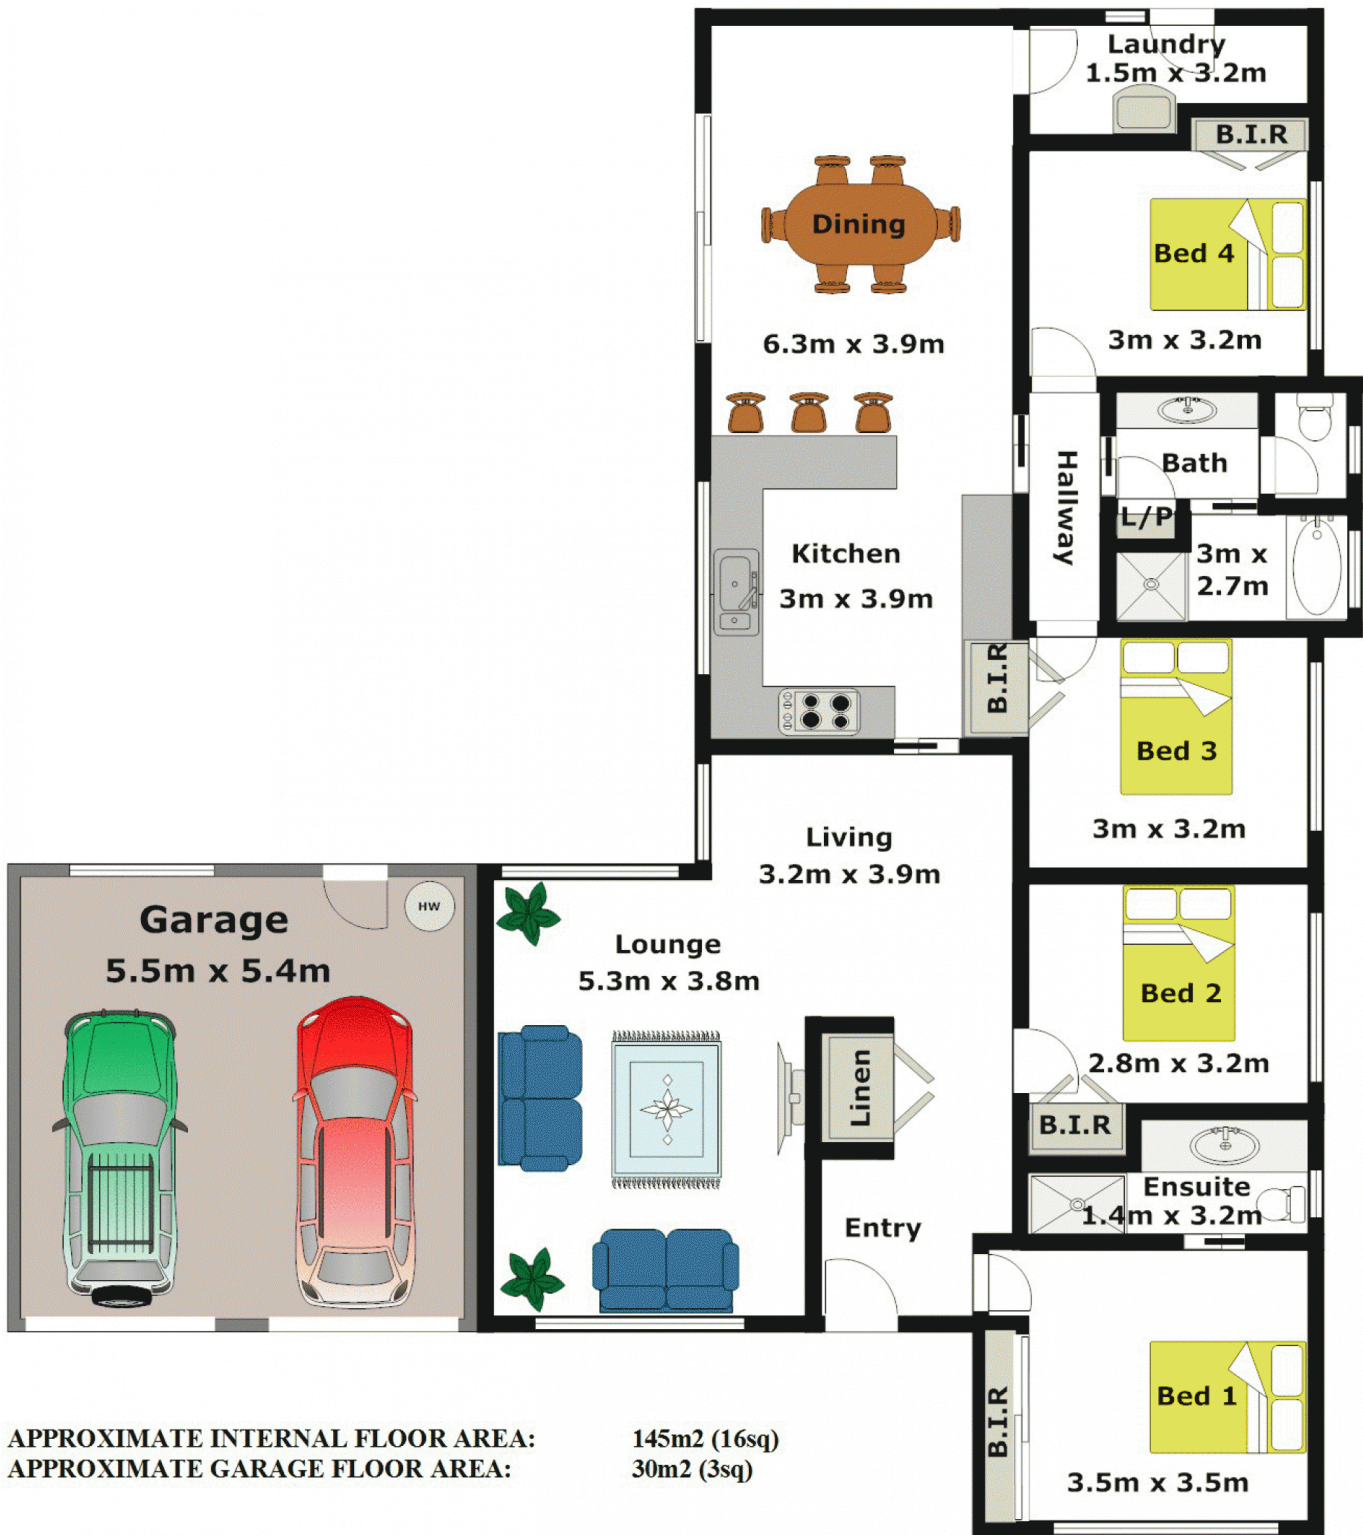 Laundry
1.5m x 3.2m
B.I.R
Dining
Bed 4
6.3m x 3.9m
3m x 3.2m
Hallway
Bath
L/P
Kitchen
3m x 3.9m
3m x
2.7m
B.I.R
Bed 3
3m x 3.2m
Living
3.2m x 3.9m
Garage
5.5m x 5.4m
HW
Lounge
5.3m x 3.8m
Bed 2
2.8m x 3.2m
Linen
B.I.R
Ensuite
1.4m x 3.2m
Entry
B.I.R
Bed 1
3.5m x 3.5m
APPROXIMATE INTERNAL FLOOR AREA: 145m2 (16sq)
APPROXIMATE GARAGE FLOOR AREA: 30m2 (3sq)